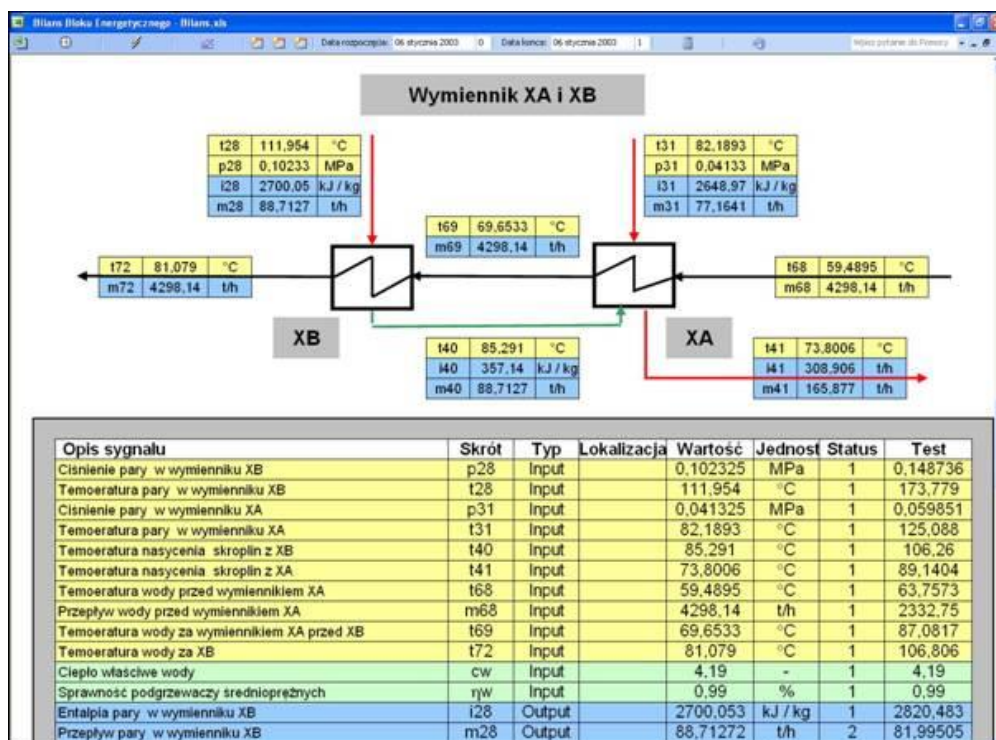 Bilans Bloku Energetycznego - Bilans.xls
Data rozpoczęcia: 06 stycznia 2003 0 Data końca: 06 stycznia 2003 1 Wpisz pytanie do Pomocy
Wymiennik XA i XB
t28 111,954 °C
p28 0,10233 MPa
i28 2700,05 kJ / kg
m28 88,7127 t/h
t31 82,1893 °C
p31 0,04133 MPa
i31 2648,97 kJ / kg
m31 77,1641 t/h
t69 69,6533 °C
m69 4298,14 t/h
t72 81,079 °C
m72 4298,14 t/h
t68 59,4895 °C
m68 4298,14 t/h
XB
XA
t40 85,291 °C
i40 357,14 kJ / kg
m40 88,7127 t/h
t41 73,8006 °C
i41 308,906 t/h
m41 165,877 t/h
Opis sygnalu Skrót Typ Lokalizacja Wartość Jednost Status Test
Cisnienie pary w wymienniku XB p28 Input 0,102325 MPa 1 0,148736
Temoeratura pary w wymienniku XB t28 Input 111,954 °C 1 173,779
Cisnienie pary w wymienniku XA p31 Input 0,041325 MPa 1 0,059851
Temoeratura pary w wymienniku XA t31 Input 82,1893 °C 1 125,088
Temoeratura nasycenia skroplin z XB t40 Input 85,291 °C 1 106,26
Temoeratura nasycenia skroplin z XA t41 Input 73,8006 °C 1 89,1404
Temoeratura wody przed wymiennikiem XA t68 Input 59,4895 °C 1 63,7573
Przepływ wody przed wymiennikiem XA m68 Input 4298,14 t/h 1 2332,75
Temoeratura wody za wymiennikiem XA przed XB t69 Input 69,6533 °C 1 87,0817
Temoeratura wody za XB t72 Input 81,079 °C 1 106,806
Ciepło właściwe wody cw Input 4,19 - 1 4,19
Sprawność podgrzewaczy srednioprężnych ηw Input 0,99 % 1 0,99
Entalpia pary w wymienniku XB i28 Output 2700,053 kJ / kg 1 2820,483
Przepływ pary w wymienniku XB m28 Output 88,71272 t/h 2 81,99505